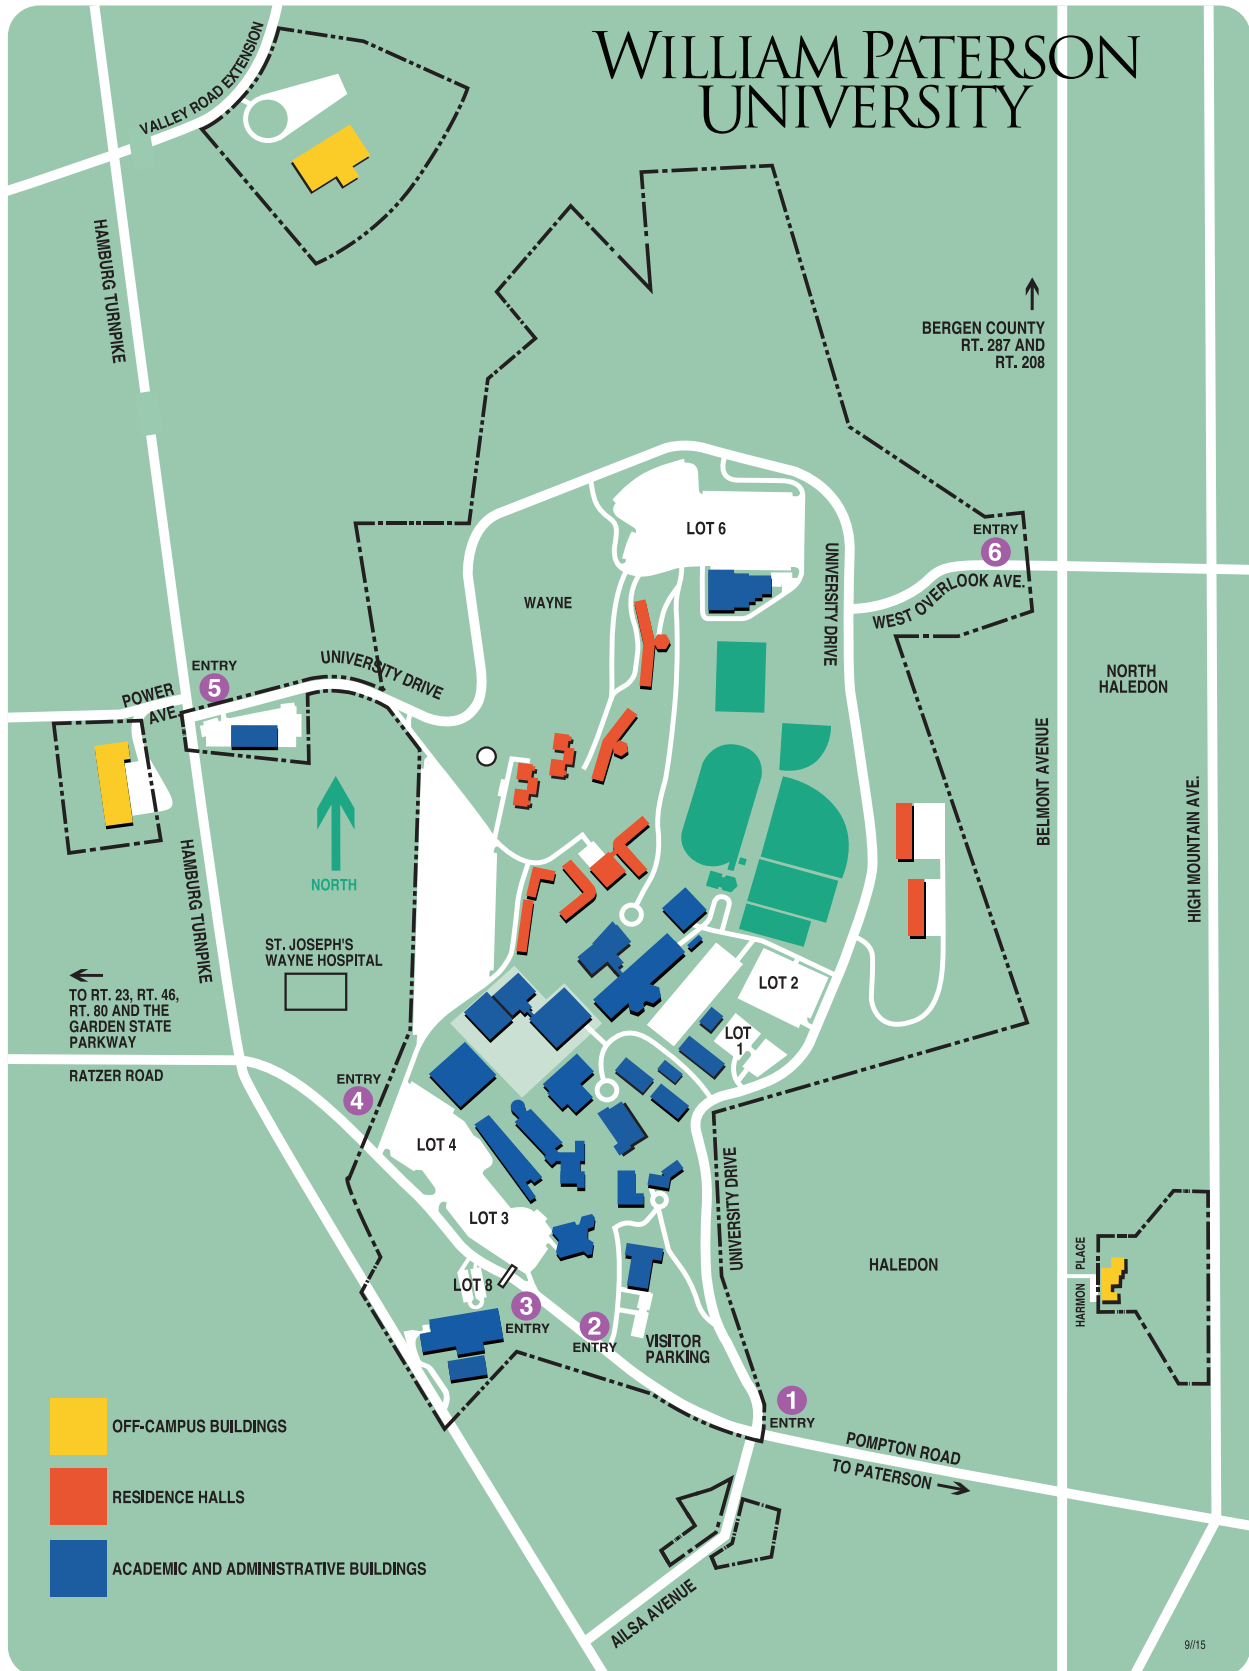 WILLIAM PATERSON
UNIVERSITY
VALLEY ROAD EXTENSION
HAMBURG TURNPIKE
BERGEN COUNTY
RT. 287 AND
RT. 208
LOT 6
ENTRY
6
WEST OVERLOOK AVE.
UNIVERSITY DRIVE
WAYNE
ENTRY
5
UNIVERSITY DRIVE
POWER
AVE.
NORTH
HALEDON
BELMONT AVENUE
HIGH MOUNTAIN AVE.
HAMBURG TURNPIKE
NORTH
ST. JOSEPH'S
WAYNE HOSPITAL
TO RT. 23, RT. 46,
RT. 80 AND THE
GARDEN STATE
PARKWAY
RATZER ROAD
LOT 2
LOT
1
ENTRY
4
LOT 4
LOT 3
LOT 8
3
ENTRY
2
ENTRY
VISITOR
PARKING
UNIVERSITY DRIVE
HALEDON
HARMON PLACE
1
ENTRY
POMPTON ROAD
TO PATERSON
AILSA AVENUE
OFF-CAMPUS BUILDINGS
RESIDENCE HALLS
ACADEMIC AND ADMINISTRATIVE BUILDINGS
9//15